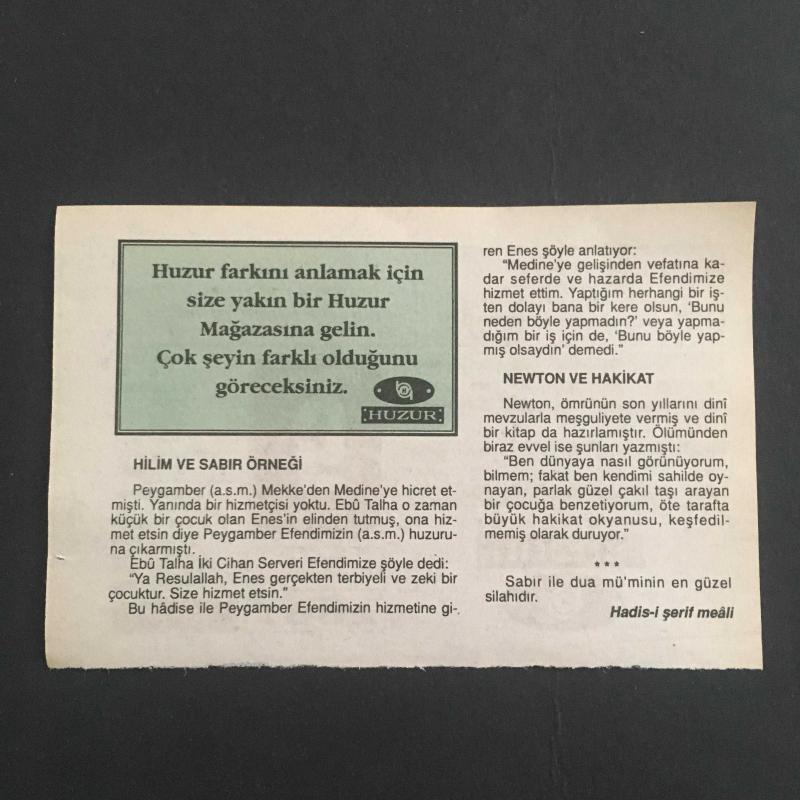 Huzur farkını anlamak için
size yakın bir Huzur
Mağazasına gelin.
Çok şeyin farklı olduğunu
göreceksiniz.
HUZUR
HİLİM VE SABIR ÖRNEĞİ
Peygamber (a.s.m.) Mekke'den Medine'ye hicret et-
mişti. Yanında bir hizmetçisi yoktu. Ebû Talha o zaman
küçük bir çocuk olan Enes'in elinden tutmuş, ona hiz-
met etsin diye Peygamber Efendimizin (a.s.m.) huzuru-
na çıkarmıştı.
Ebû Talha İki Cihan Serveri Efendimize şöyle dedi:
"Ya Resulallah, Enes gerçekten terbiyeli ve zeki bir
çocuktur. Size hizmet etsin."
Bu hâdise ile Peygamber Efendimizin hizmetine gi-
ren Enes şöyle anlatıyor:
"Medine'ye gelişinden vefatına ka-
dar seferde ve hazarda Efendimize
hizmet ettim. Yaptığım herhangi bir iş-
ten dolayı bana bir kere olsun, 'Bunu
neden böyle yapmadın?' veya yapma-
dığım bir iş için de, 'Bunu böyle yap-
mış olsaydın' demedi."
NEWTON VE HAKİKAT
Newton, ömrünün son yıllarını dinî
mevzularla meşguliyete vermiş ve dinî
bir kitap da hazırlamıştır. Ölümünden
biraz evvel ise şunları yazmıştı:
"Ben dünyaya nasıl görünüyorum,
bilmem; fakat ben kendimi sahilde oy-
nayan, parlak güzel çakıl taşı arayan
bir çocuğa benzetiyorum, öte tarafta
büyük hakikat okyanusu, keşfedil-
memiş olarak duruyor."
***
Sabır ile dua mü'minin en güzel
silahıdır.
Hadis-i şerif meâli